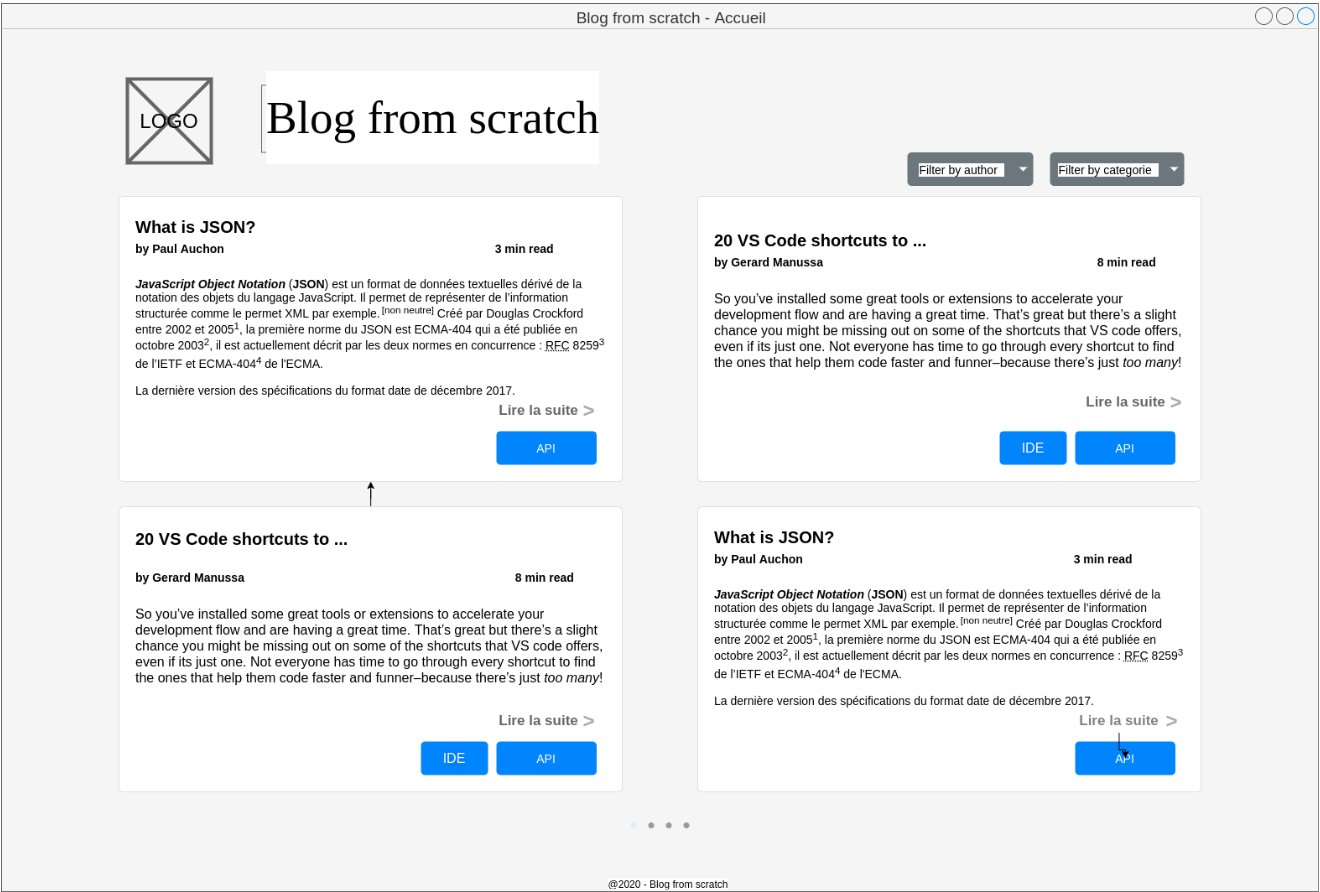 Blog from scratch - Accueil
LOGO
Blog from scratch
Filter by author
Filter by categorie
What is JSON?
by Paul Auchon
3 min read
JavaScript Object Notation (JSON) est un format de données textuelles dérivé de la
notation des objets du langage JavaScript. Il permet de représenter de l’information
structurée comme le permet XML par exemple. [non neutre] Créé par Douglas Crockford
entre 2002 et 2005¹, la première norme du JSON est ECMA-404 qui a été publiée en
octobre 2003², il est actuellement décrit par les deux normes en concurrence : RFC 8259³
de l’IETF et ECMA-404⁴ de l'ECMA.
La dernière version des spécifications du format date de décembre 2017.
Lire la suite >
API
20 VS Code shortcuts to ...
by Gerard Manussa
8 min read
So you’ve installed some great tools or extensions to accelerate your
development flow and are having a great time. That’s great but there’s a slight
chance you might be missing out on some of the shortcuts that VS code offers,
even if its just one. Not everyone has time to go through every shortcut to find
the ones that help them code faster and funner–because there’s just too many!
Lire la suite >
IDE
API
20 VS Code shortcuts to ...
by Gerard Manussa
8 min read
So you’ve installed some great tools or extensions to accelerate your
development flow and are having a great time. That’s great but there’s a slight
chance you might be missing out on some of the shortcuts that VS code offers,
even if its just one. Not everyone has time to go through every shortcut to find
the ones that help them code faster and funner–because there’s just too many!
Lire la suite >
IDE
API
What is JSON?
by Paul Auchon
3 min read
JavaScript Object Notation (JSON) est un format de données textuelles dérivé de la
notation des objets du langage JavaScript. Il permet de représenter de l’information
structurée comme le permet XML par exemple. [non neutre] Créé par Douglas Crockford
entre 2002 et 2005¹, la première norme du JSON est ECMA-404 qui a été publiée en
octobre 2003², il est actuellement décrit par les deux normes en concurrence : RFC 8259³
de l’IETF et ECMA-404⁴ de l'ECMA.
La dernière version des spécifications du format date de décembre 2017.
Lire la suite >
API
@2020 - Blog from scratch